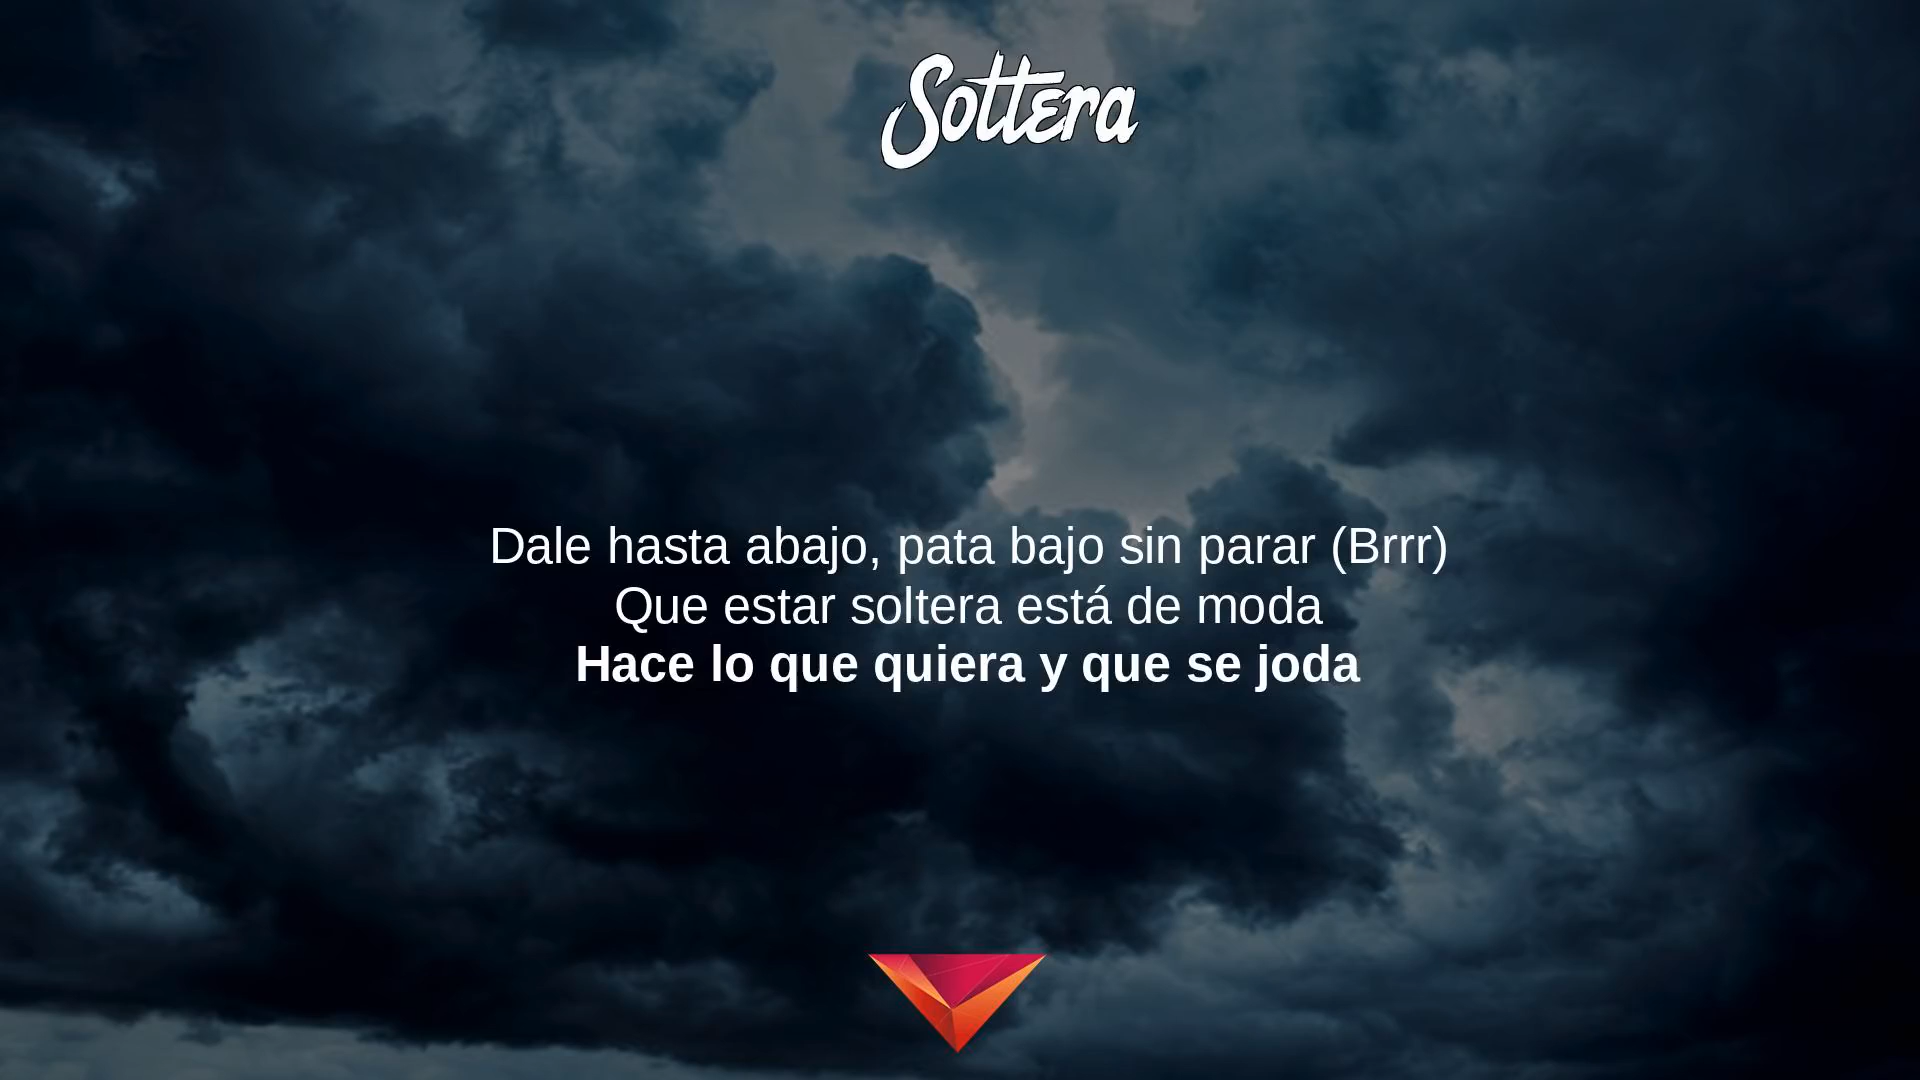 Sottera
Dale hasta abajo, pata bajo sin parar (Brrr)
Que estar soltera está de moda
Hace lo que quiera y que se joda